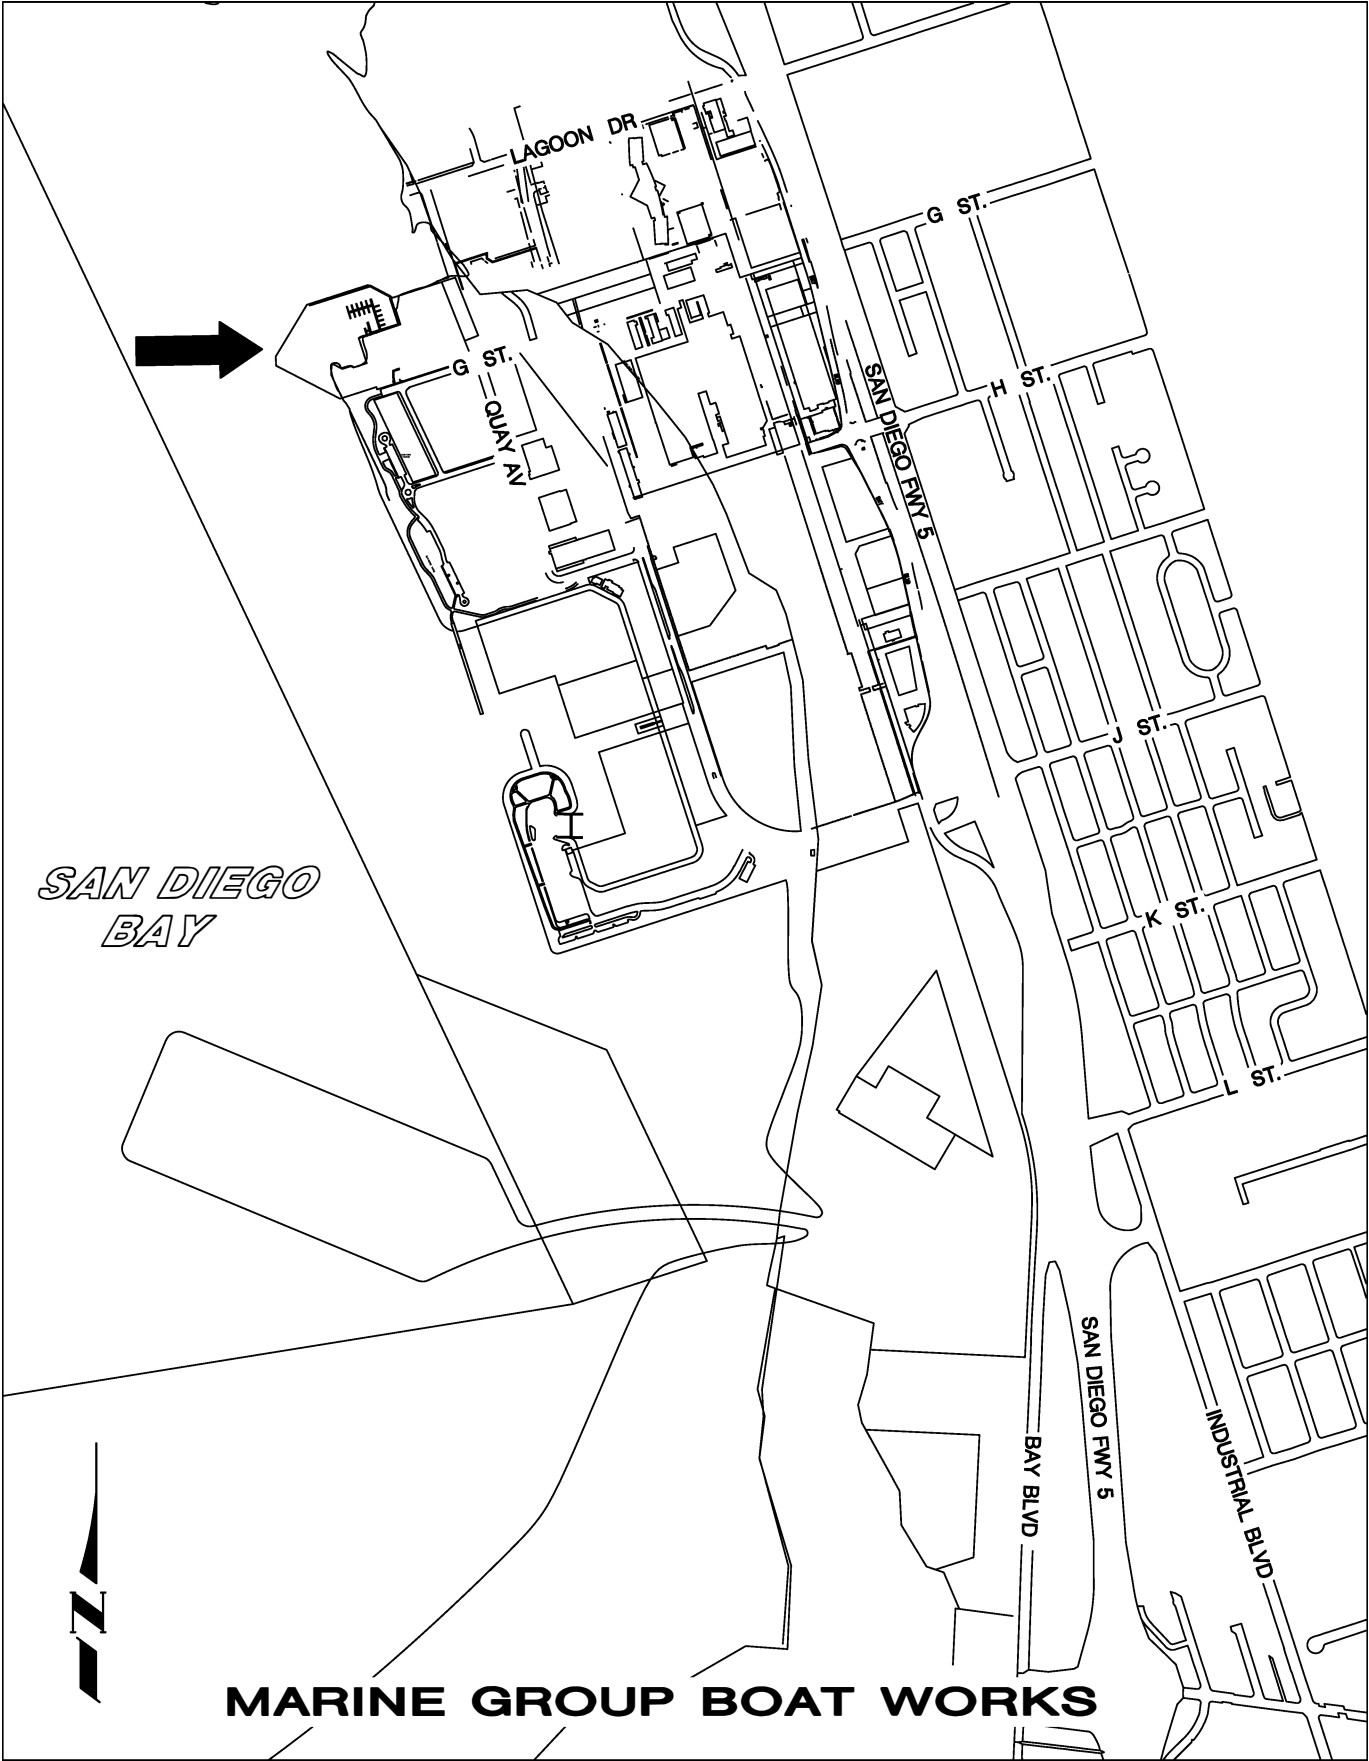 LAGOON DR
G ST.
H ST.
G ST.
QUAY AV
SAN DIEGO FWY 5
J ST.
SAN DIEGO
BAY
K ST.
L ST.
SAN DIEGO FWY 5
BAY BLVD
INDUSTRIAL BLVD
N
MARINE GROUP BOAT WORKS